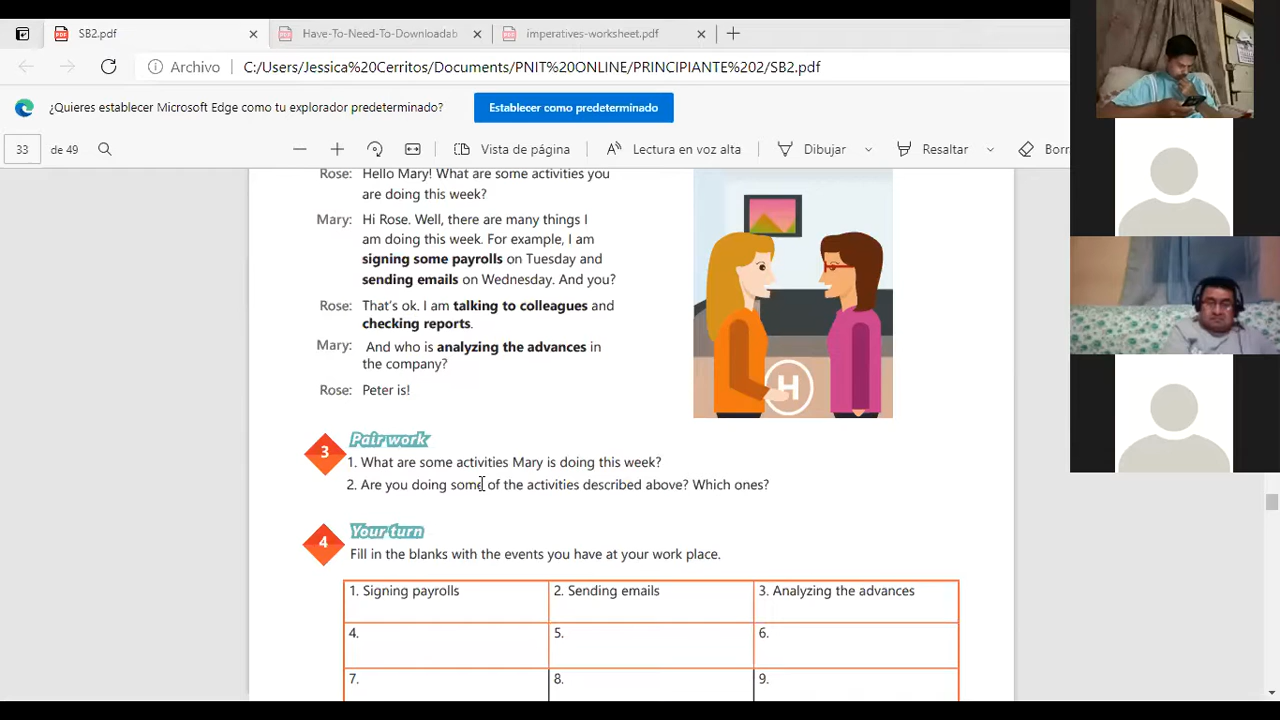 SB2.pdf
Have-To-Need-To-Downloadab
imperatives-worksheet.pdf
Archivo
C:/Users/Jessica%20Cerritos/Documents/PNIT%20ONLINE/PRINCIPIANTE%202/SB2.pdf
¿Quieres establecer Microsoft Edge como tu explorador predeterminado?
Establecer como predeterminado
33
de 49
Vista de página
Lectura en voz alta
Dibujar
Resaltar
Borr
Rose: Hello Mary! What are some activities you
are doing this week?
Mary: Hi Rose. Well, there are many things I
am doing this week. For example, I am
signing some payrolls on Tuesday and
sending emails on Wednesday. And you?
Rose: That's ok. I am talking to colleagues and
checking reports.
Mary: And who is analyzing the advances in
the company?
Rose: Peter is!
H
3
Pair work
1. What are some activities Mary is doing this week?
2. Are you doing some of the activities described above? Which ones?
4
Your turn
Fill in the blanks with the events you have at your work place.
1. Signing payrolls
2. Sending emails
3. Analyzing the advances
4.
5.
6.
7.
8.
9.